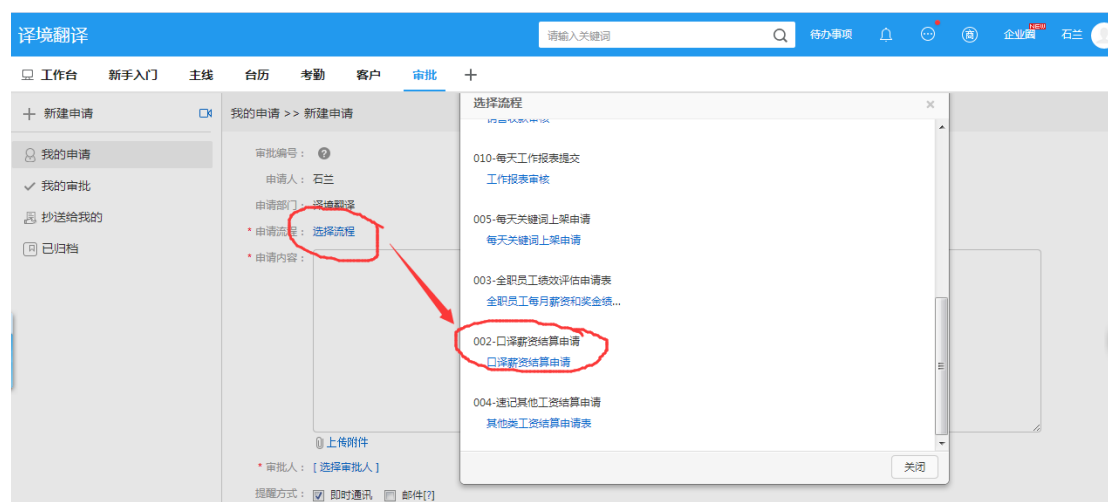 译境翻译
请输入关键词
待办事项
商
企业圈
NEW
石兰
工作台 新手入门 主线 台历 考勤 客户 审批
新建申请
我的申请
我的审批
抄送给我的
已归档
我的申请 >> 新建申请
审批编号：
申请人： 石兰
申请部门： 译境翻译
* 申请流程： 选择流程
* 申请内容：
上传附件
* 审批人： [ 选择审批人 ]
提醒方式： 即时通讯 邮件[?]
选择流程
010-每天工作报表提交
工作报表审核
005-每天关键词上架申请
每天关键词上架申请
003-全职员工绩效评估申请表
全职员工每月薪资和奖金绩...
002-口译薪资结算申请
口译薪资结算申请
004-速记其他工资结算申请
其他类工资结算申请表
关闭